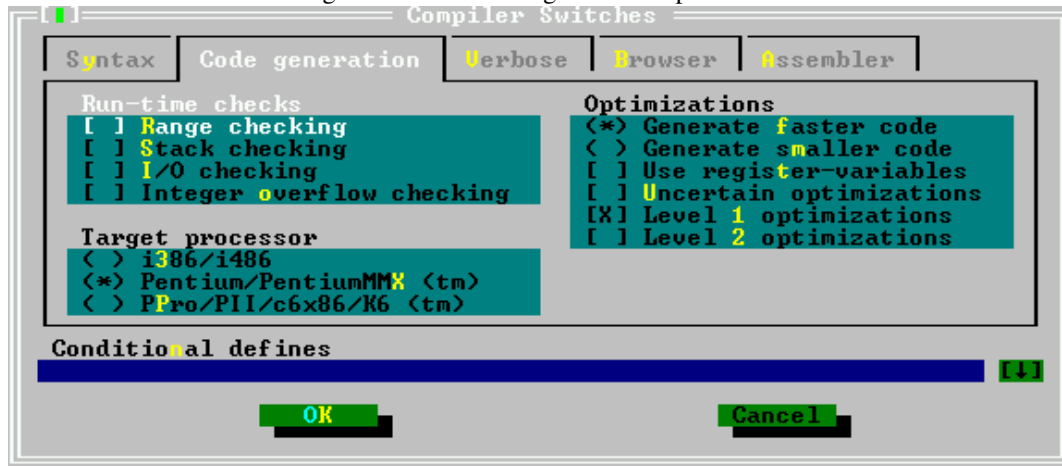 [■] Compiler Switches
Syntax Code generation Verbose Browser Assembler
Run-time checks
[ ] Range checking
[ ] Stack checking
[ ] I/O checking
[ ] Integer overflow checking
Target processor
( ) i386/i486
(*) Pentium/PentiumMMX (tm)
( ) PPro/PII/c6x86/K6 (tm)
Optimizations
(*) Generate faster code
( ) Generate smaller code
[ ] Use register-variables
[ ] Uncertain optimizations
[X] Level 1 optimizations
[ ] Level 2 optimizations
Conditional defines
[↓]
OK Cancel